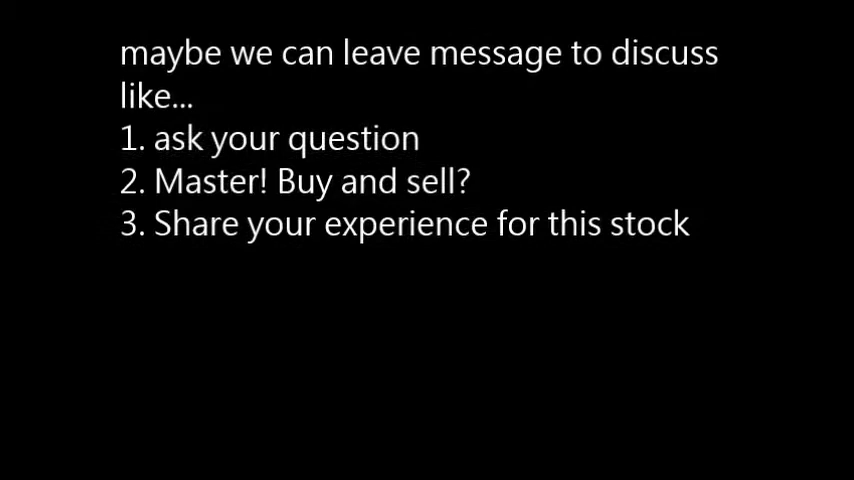 maybe we can leave message to discuss
like...
1. ask your question
2. Master! Buy and sell?
3. Share your experience for this stock